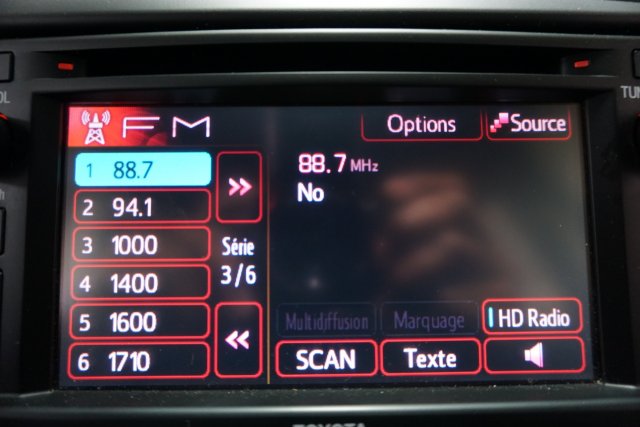 FM
Options
Source
1 88.7
2 94.1
3 1000
4 1400
5 1600
6 1710
Série
3/6
88.7 MHz
No
Multidiffusion
Marquage
HD Radio
SCAN
Texte
TOYOTA